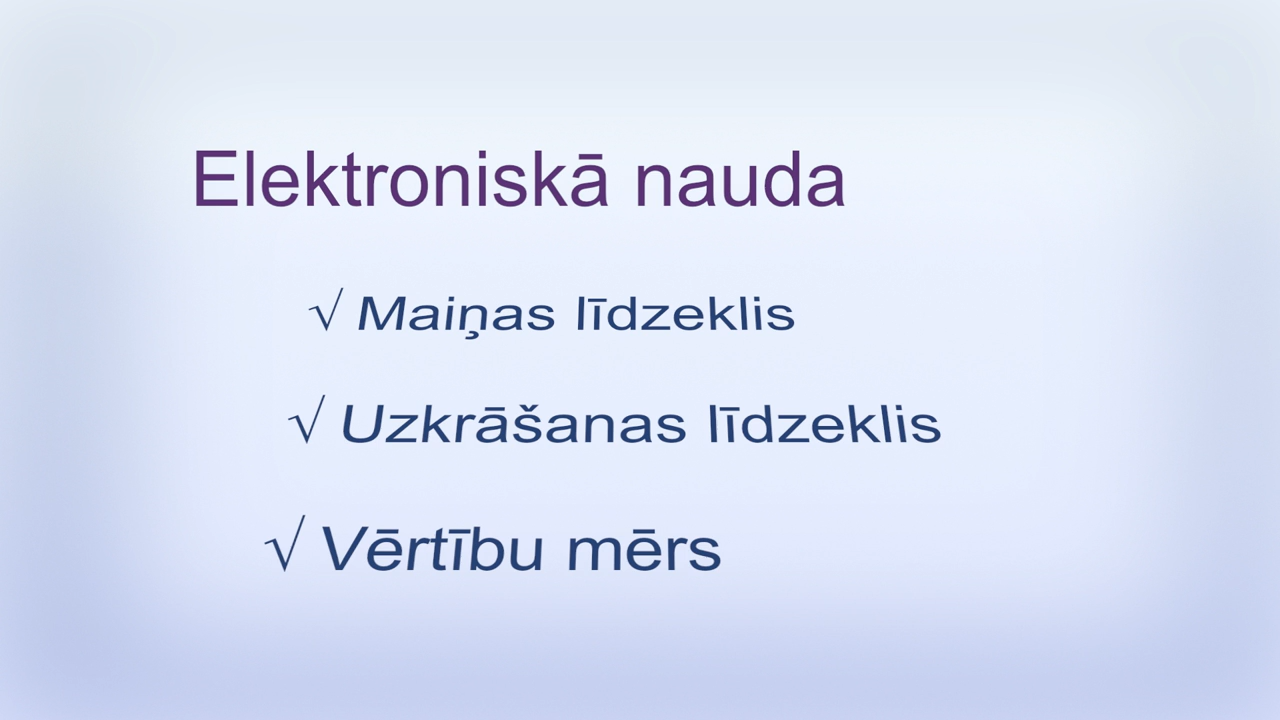 Elektroniskā nauda
√ Maiņas līdzeklis
√ Uzkrāšanas līdzeklis
√ Vērtību mērs